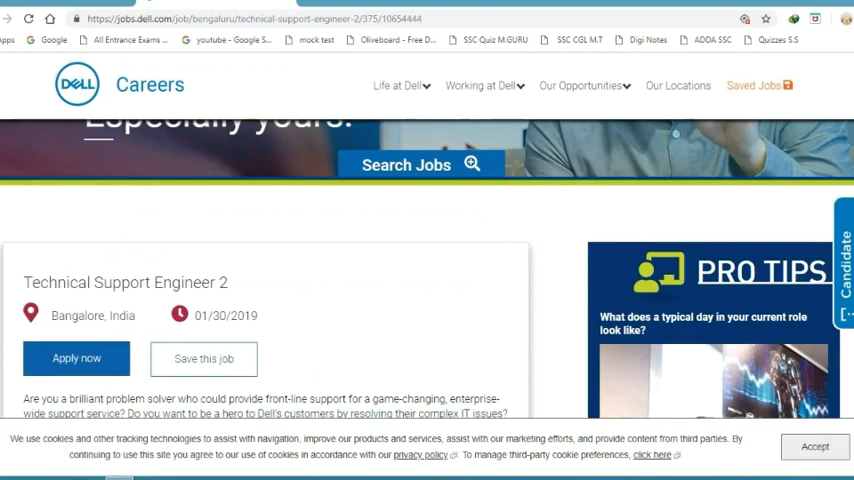 https://jobs.dell.com/job/bengaluru/technical-support-engineer-2/375/10654444
Apps Google All Entrance Exams ... youtube - Google S... mock test Oliveboard - Free D... SSC Quiz M.GURU SSC CGL M.T Digi Notes ADDA SSC Quizzes S.S
DELL Careers Life at Dell Working at Dell Our Opportunities Our Locations Saved Jobs
Especially yours.
Search Jobs
Technical Support Engineer 2
Bangalore, India 01/30/2019
Apply now Save this job
Are you a brilliant problem solver who could provide front-line support for a game-changing, enterprise-
wide support service? Do you want to be a hero to Dell's customers by resolving their complex IT issues?
PRO TIPS
What does a typical day in your current role
look like?
Candidate
We use cookies and other tracking technologies to assist with navigation, improve our products and services, assist with our marketing efforts, and provide content from third parties. By
continuing to use this site you agree to our use of cookies in accordance with our privacy policy. To manage third-party cookie preferences, click here.
Accept